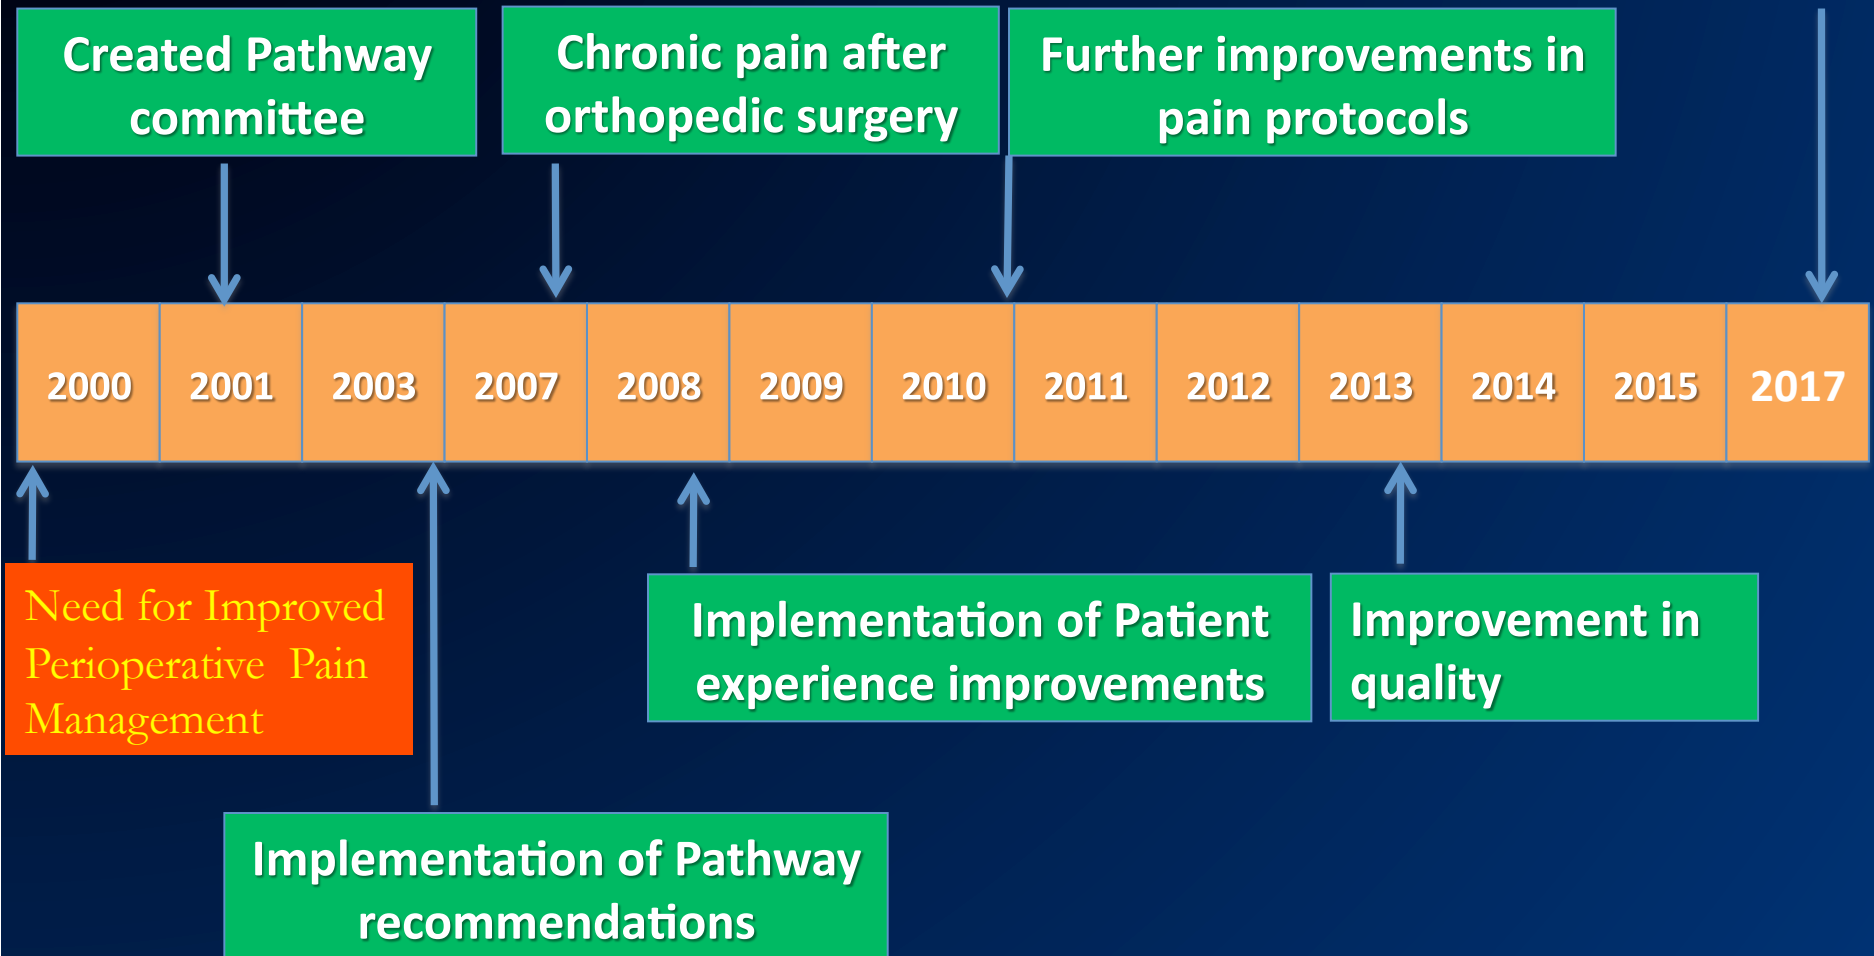 Created Pathway
committee
Chronic pain after
orthopedic surgery
Further improvements in
pain protocols
2000 2001 2003 2007 2008 2009 2010 2011 2012 2013 2014 2015 2017
Need for Improved
Perioperative Pain
Management
Implementation of Patient
experience improvements
Improvement in
quality
Implementation of Pathway
recommendations